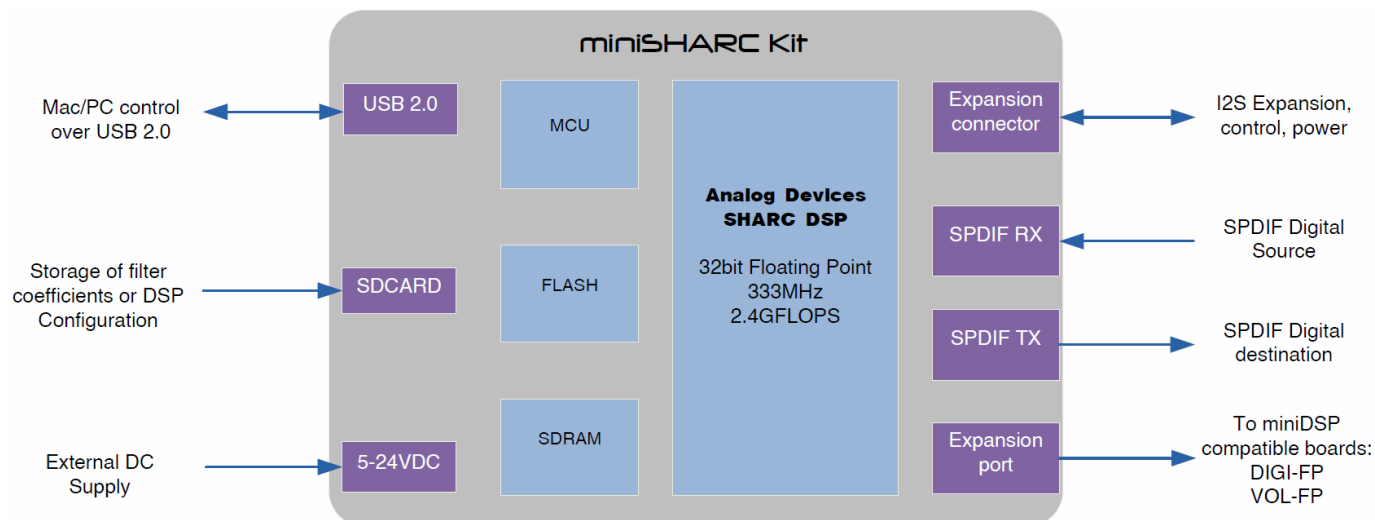 miniSHARC Kit
Mac/PC control
over USB 2.0
USB 2.0
MCU
Analog Devices
SHARC DSP
32bit Floating Point
333MHz
2.4GFLOPS
Expansion
connector
I2S Expansion,
control, power
Storage of filter
coefficients or DSP
Configuration
SDCARD
FLASH
SPDIF RX
SPDIF Digital
Source
SPDIF TX
SPDIF Digital
destination
External DC
Supply
5-24VDC
SDRAM
Expansion
port
To miniDSP
compatible boards:
DIGI-FP
VOL-FP